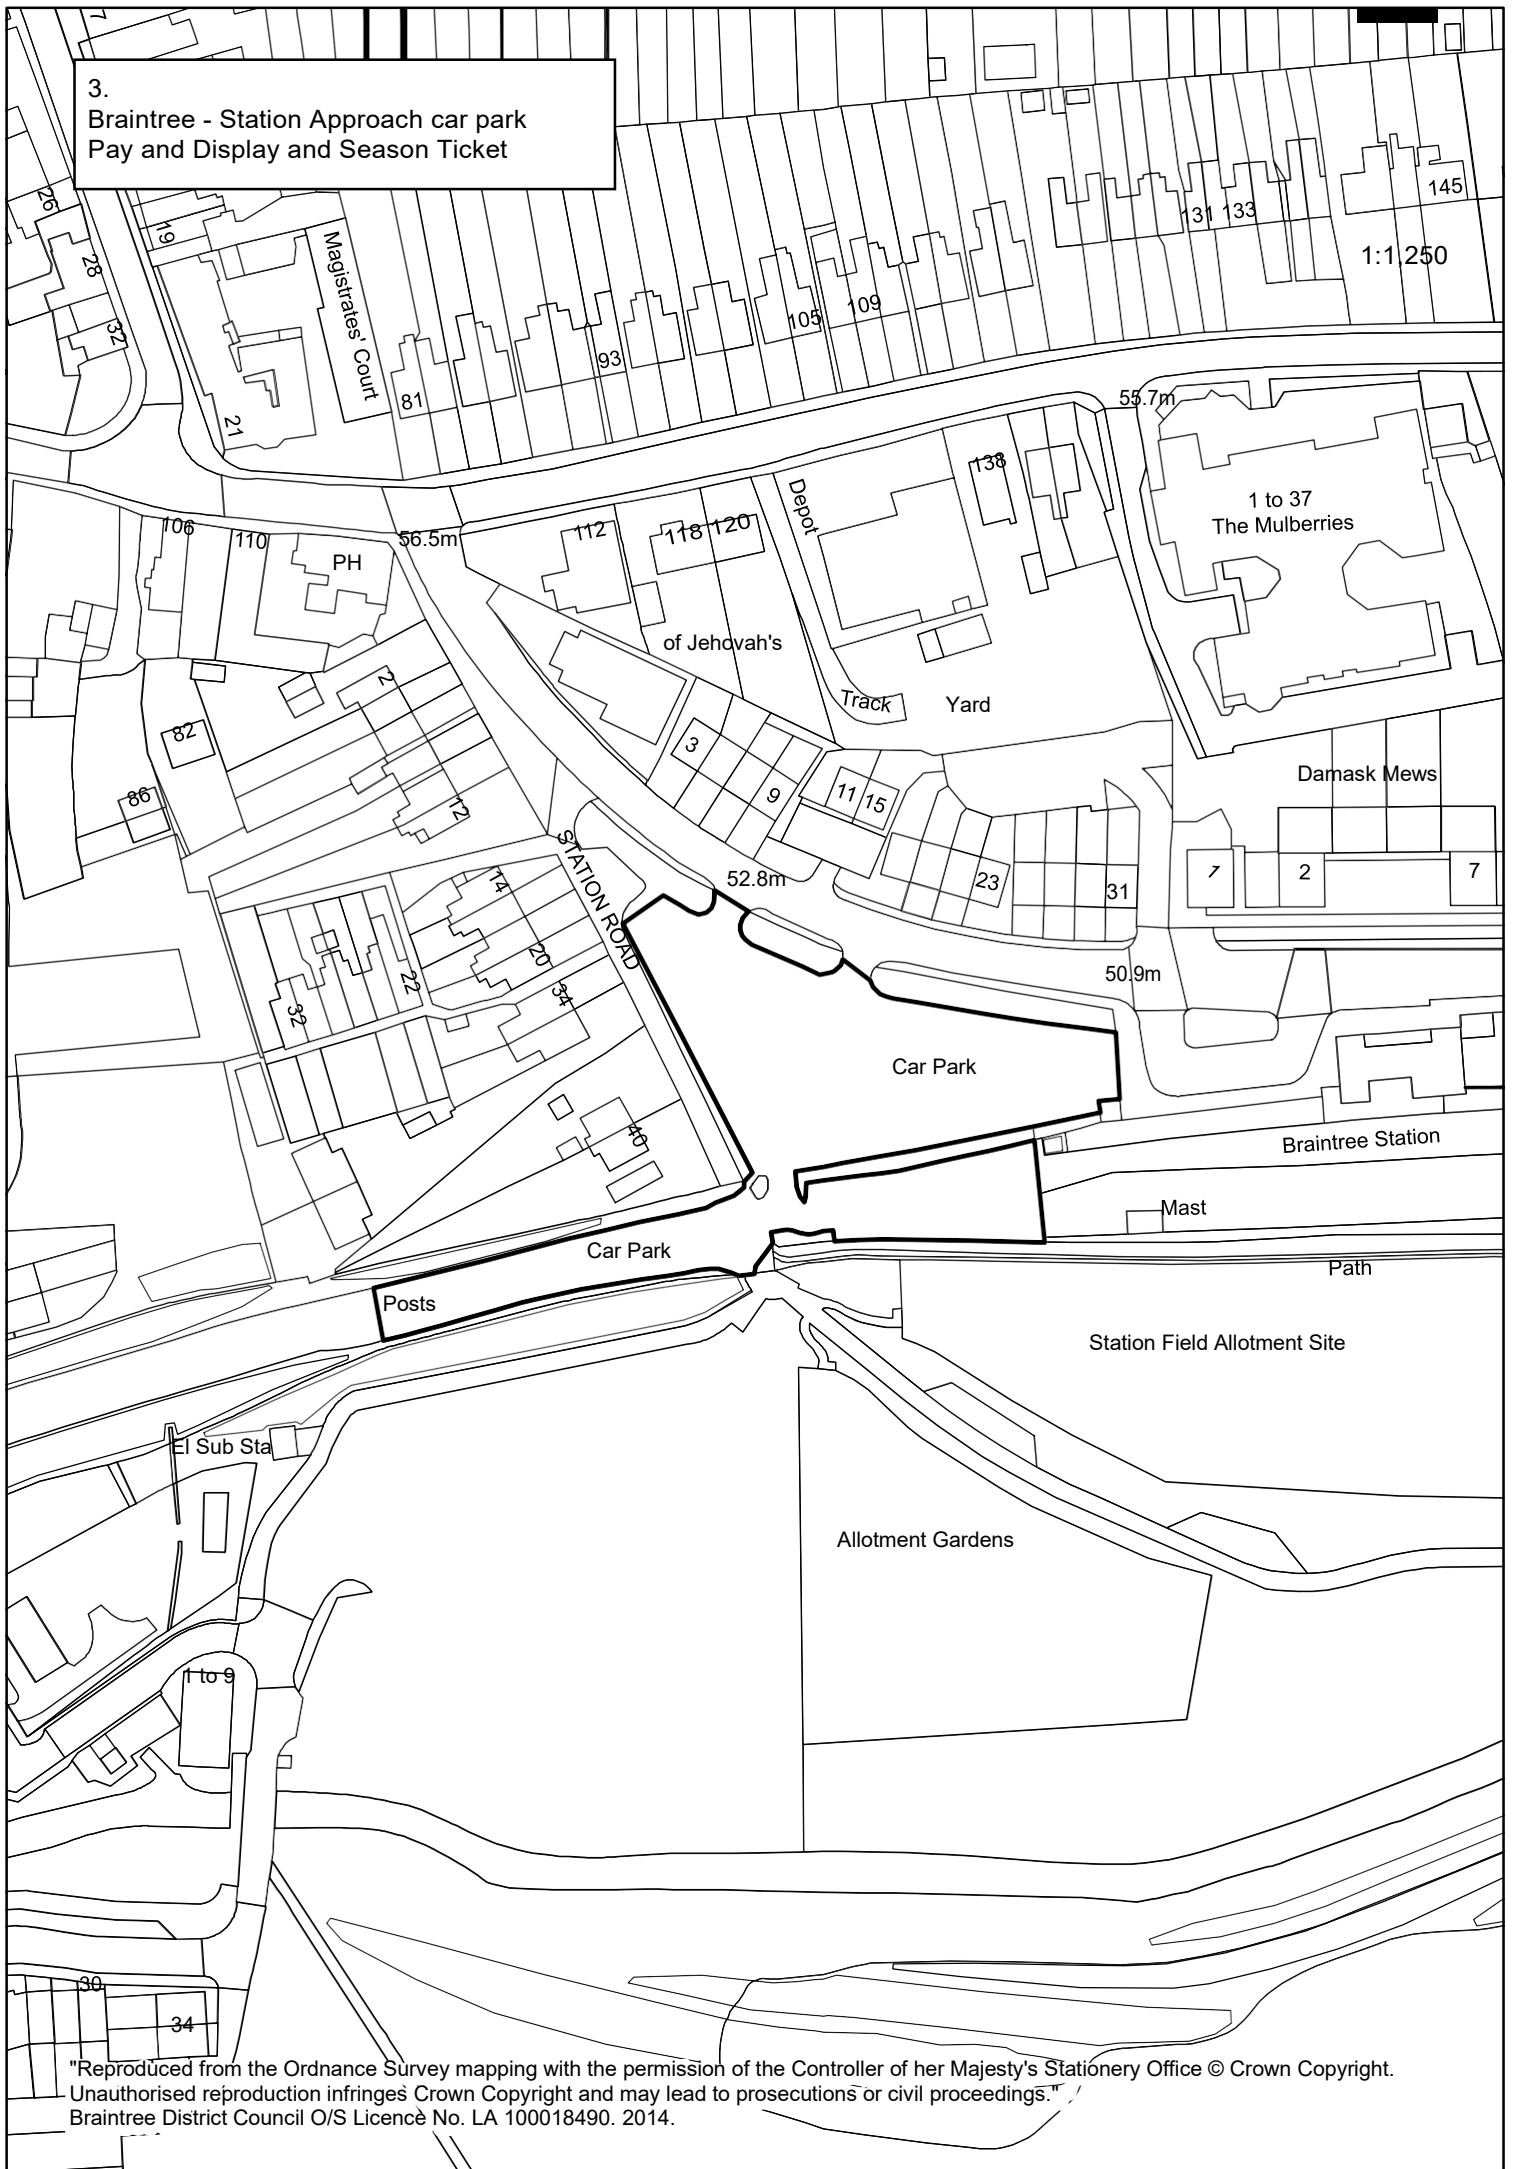 3.
Braintree - Station Approach car park
Pay and Display and Season Ticket
7
26
28
32
19
21
Magistrates' Court
81
93
105
109
131 133
145
1:1,250
55.7m
138
Depot
1 to 37
The Mulberries
106
110
PH
56.5m
112
118 120
of Jehovah's
Track
Yard
2
82
86
12
3
9
11 15
23
31
Damask Mews
1
2
7
STATION ROAD
52.8m
50.9m
14
20
22
32
34
40
Car Park
Braintree Station
Mast
Car Park
Posts
Path
Station Field Allotment Site
El Sub Sta
Allotment Gardens
1 to 9
30
34
"Reproduced from the Ordnance Survey mapping with the permission of the Controller of her Majesty's Stationery Office © Crown Copyright.
Unauthorised reproduction infringes Crown Copyright and may lead to prosecutions or civil proceedings."
Braintree District Council O/S Licence No. LA 100018490. 2014.